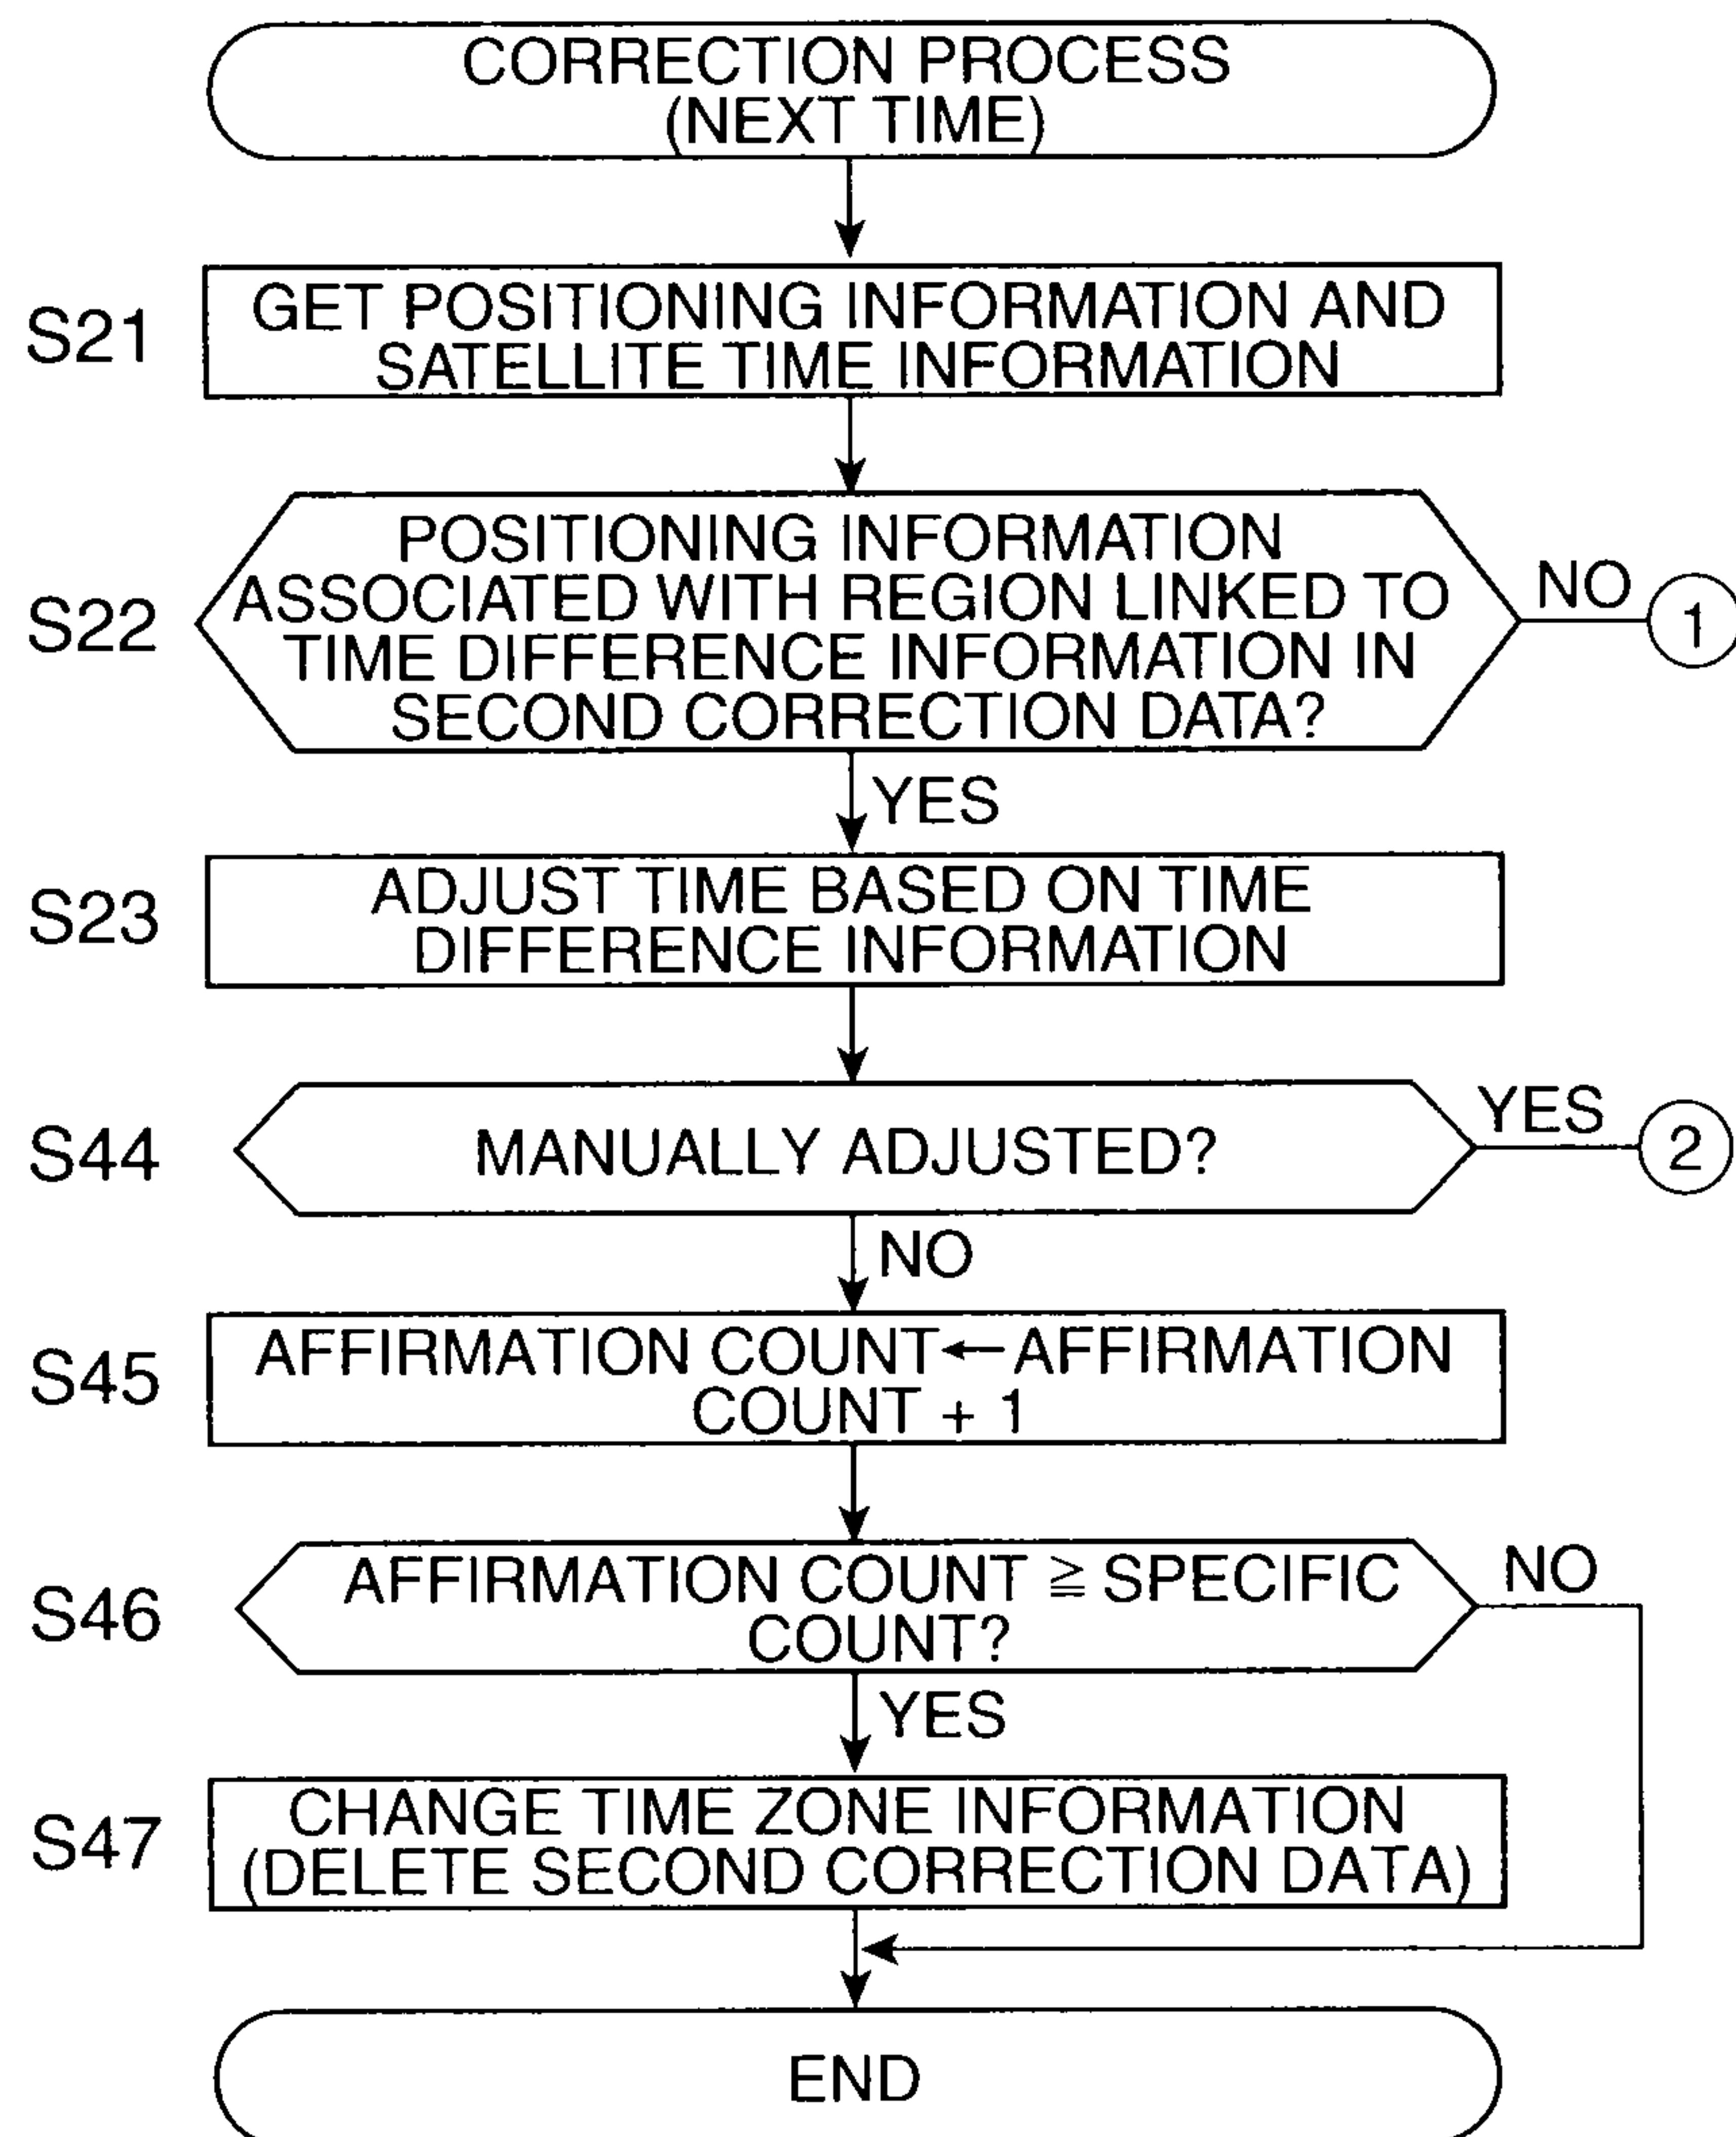 CORRECTION PROCESS
(NEXT TIME)
S21
GET POSITIONING INFORMATION AND
SATELLITE TIME INFORMATION
S22
POSITIONING INFORMATION
ASSOCIATED WITH REGION LINKED TO
TIME DIFFERENCE INFORMATION IN
SECOND CORRECTION DATA?
NO
1
YES
S23
ADJUST TIME BASED ON TIME
DIFFERENCE INFORMATION
S44
MANUALLY ADJUSTED?
YES
2
NO
S45
AFFIRMATION COUNT←AFFIRMATION
COUNT + 1
S46
AFFIRMATION COUNT ≧ SPECIFIC
COUNT?
NO
YES
S47
CHANGE TIME ZONE INFORMATION
(DELETE SECOND CORRECTION DATA)
END